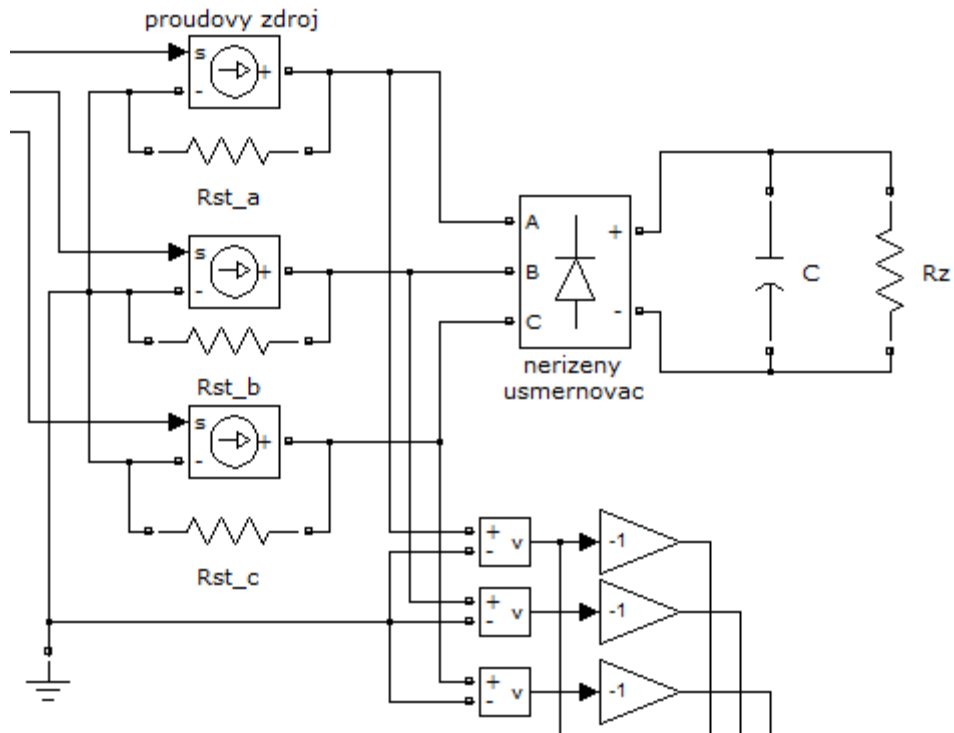 proudovy zdroj
s
+
-
Rst_a
s
+
-
Rst_b
s
+
-
Rst_c
A
B
C
+
-
nerizeny
usmernovac
C
Rz
+
-
v
-1
+
-
v
-1
+
-
v
-1